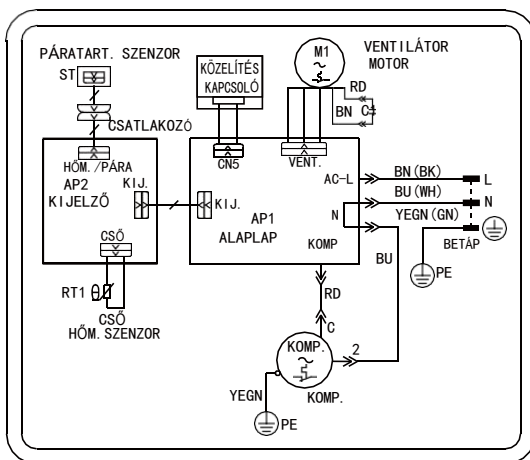 PÁRATART. SZENZOR
ST
CSATLAKOZÓ
HŐM./PÁRA
AP2
KIJELZŐ
KIJ.
CSŐ
RT1
CSŐ
HŐM.SZENZOR
KÖZELÍTÉS
KAPCSOLÓ
CN5
M1
VENTILÁTOR
MOTOR
RD
BN
C1
VENT.
KIJ.
AP1
ALAPLAP
AC-L
N
KOMP
BN(BK)
L
BU(WH)
N
YEGN(GN)
BETÁP
PE
BU
RD
C
KOMP.
2
YEGN
KOMP.
PE